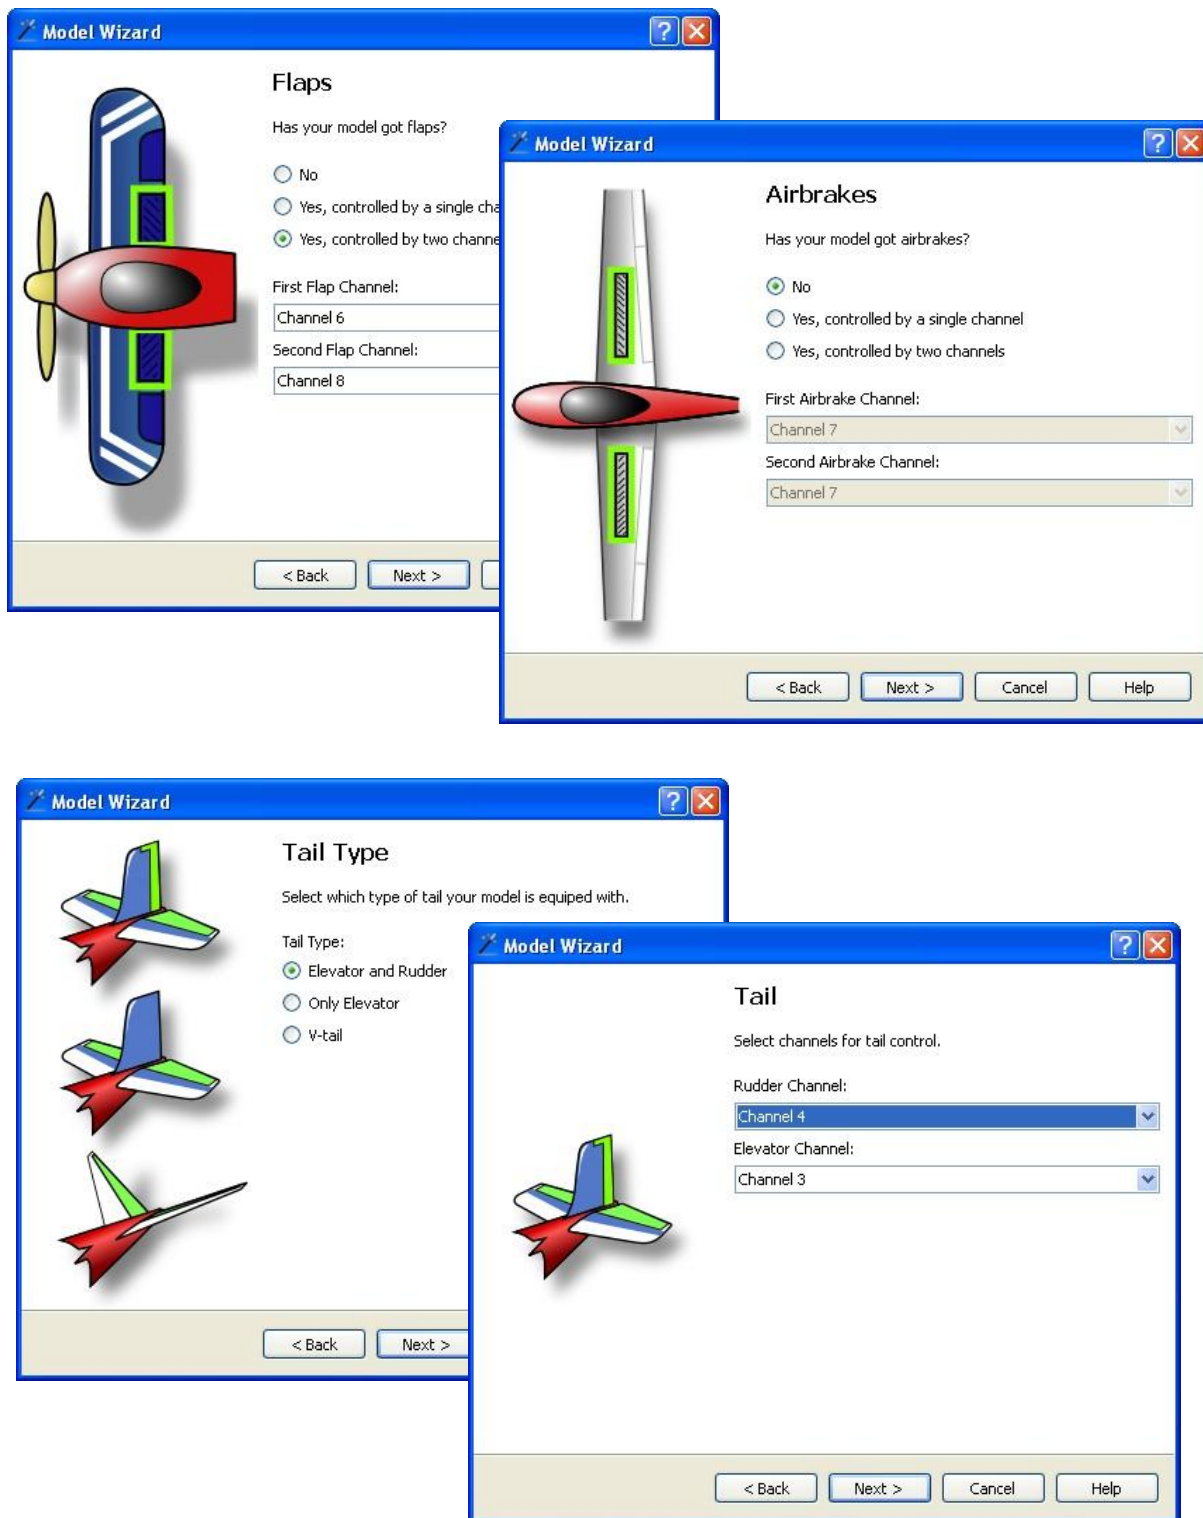 Model Wizard
Flaps
Has your model got flaps?
No
Yes, controlled by a single cha
Yes, controlled by two channe
First Flap Channel:
Channel 6
Second Flap Channel:
Channel 8
< Back
Next >
Model Wizard
Airbrakes
Has your model got airbrakes?
No
Yes, controlled by a single channel
Yes, controlled by two channels
First Airbrake Channel:
Channel 7
Second Airbrake Channel:
Channel 7
< Back
Next >
Cancel
Help
Model Wizard
Tail Type
Select which type of tail your model is equiped with.
Tail Type:
Elevator and Rudder
Only Elevator
V-tail
< Back
Next >
Model Wizard
Tail
Select channels for tail control.
Rudder Channel:
Channel 4
Elevator Channel:
Channel 3
< Back
Next >
Cancel
Help